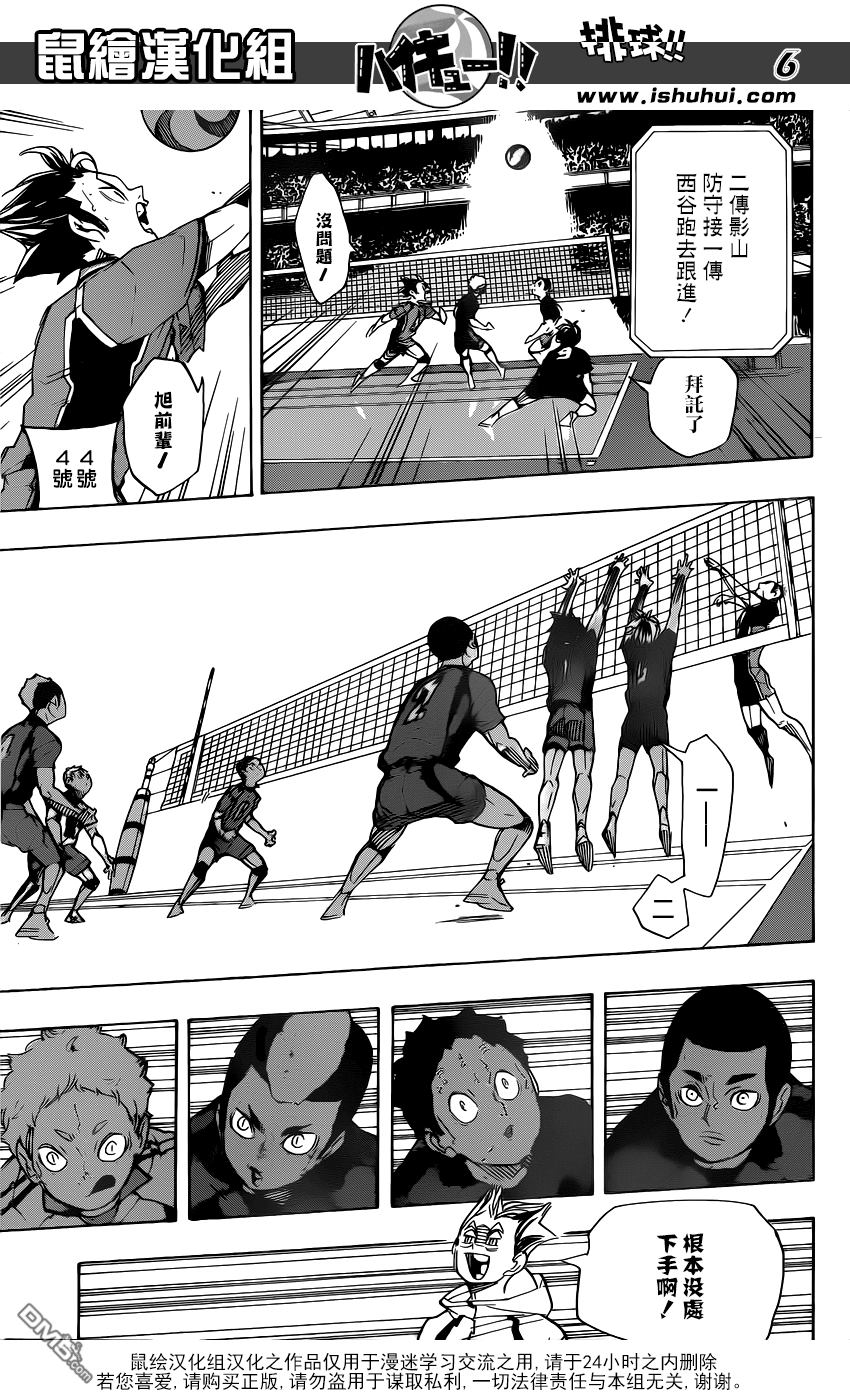 鼠繪漢化組
ハイキュー!!
排球!!
6
www.ishuhui.com
二傳影山
防守接一傳
西谷跑去跟進！
沒問題！
拜託了
旭前輩！
4號
4號
一——
二
根本沒處
下手啊！
DM5.com
鼠绘汉化组汉化之作品仅用于漫迷学习交流之用,请于24小时之内删除
若您喜爱,请购买正版,请勿盗用于谋取私利,一切法律责任与本组无关,谢谢。